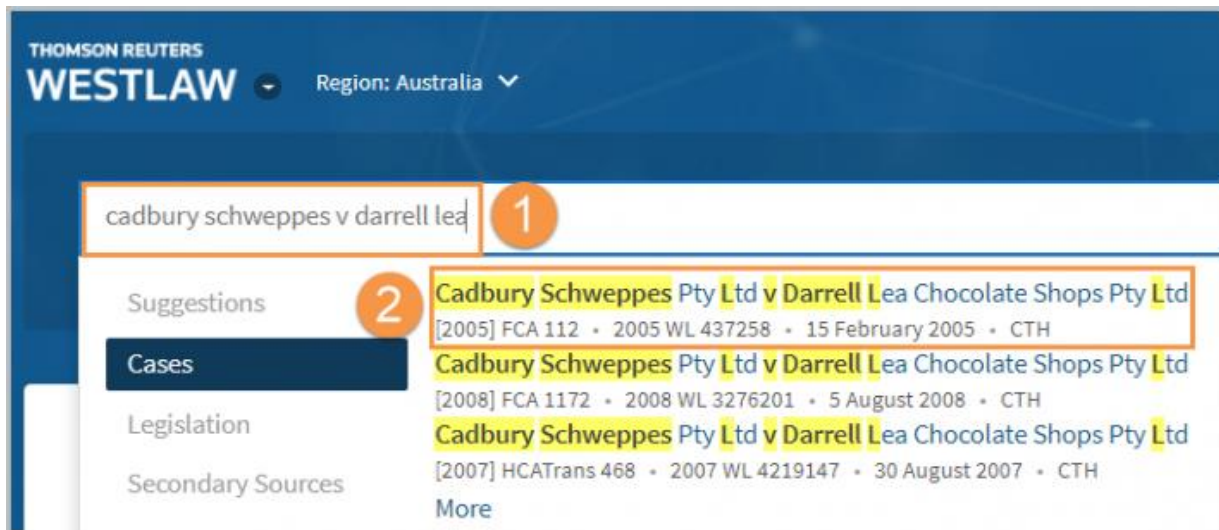 THOMSON REUTERS
WESTLAW Region: Australia
cadbury schweppes v darrell lea 1
Suggestions
Cases
Legislation
Secondary Sources
2
Cadbury Schweppes Pty Ltd v Darrell Lea Chocolate Shops Pty Ltd
[2005] FCA 112 • 2005 WL 437258 • 15 February 2005 • CTH
Cadbury Schweppes Pty Ltd v Darrell Lea Chocolate Shops Pty Ltd
[2008] FCA 1172 • 2008 WL 3276201 • 5 August 2008 • CTH
Cadbury Schweppes Pty Ltd v Darrell Lea Chocolate Shops Pty Ltd
[2007] HCATrans 468 • 2007 WL 4219147 • 30 August 2007 • CTH
More